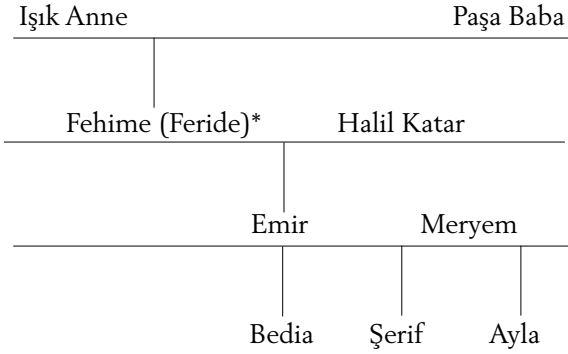 Işık Anne Paşa Baba
Fehime (Feride)* Halil Katar
Emir Meryem
Bedia Şerif Ayla